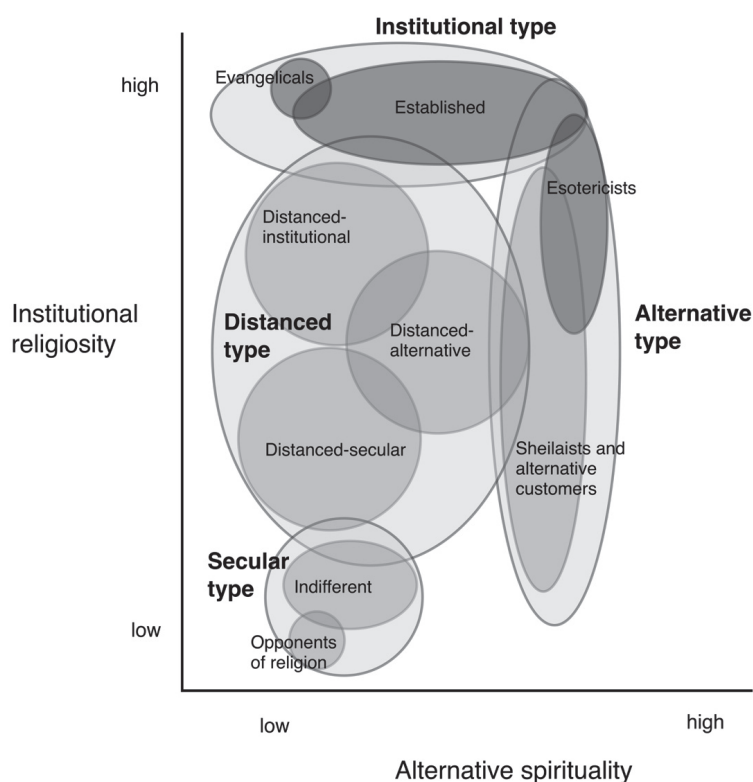 Institutional type
high
Evangelicals
Established
Esotericists
Distanced-
institutional
Institutional
religiosity
Distanced
type
Distanced-
alternative
Alternative
type
Distanced-secular
Sheilaists and
alternative
customers
Secular
type
Indifferent
low
Opponents
of religion
low
high
Alternative spirituality